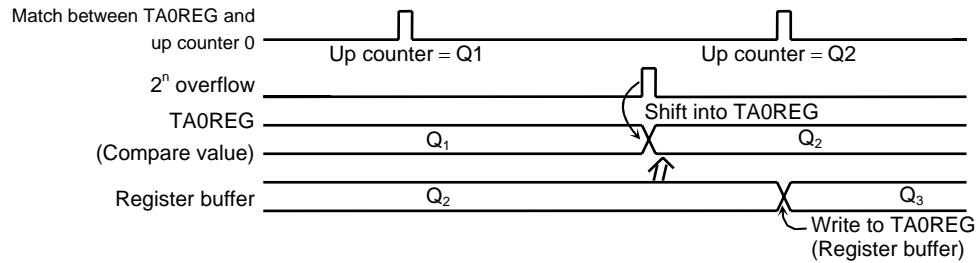 Match between TA0REG and
up counter 0
Up counter = Q1
Up counter = Q2
2ⁿ overflow
Shift into TA0REG
TA0REG
(Compare value)
Q₁
Q₂
Register buffer
Q₂
Q₃
Write to TA0REG
(Register buffer)